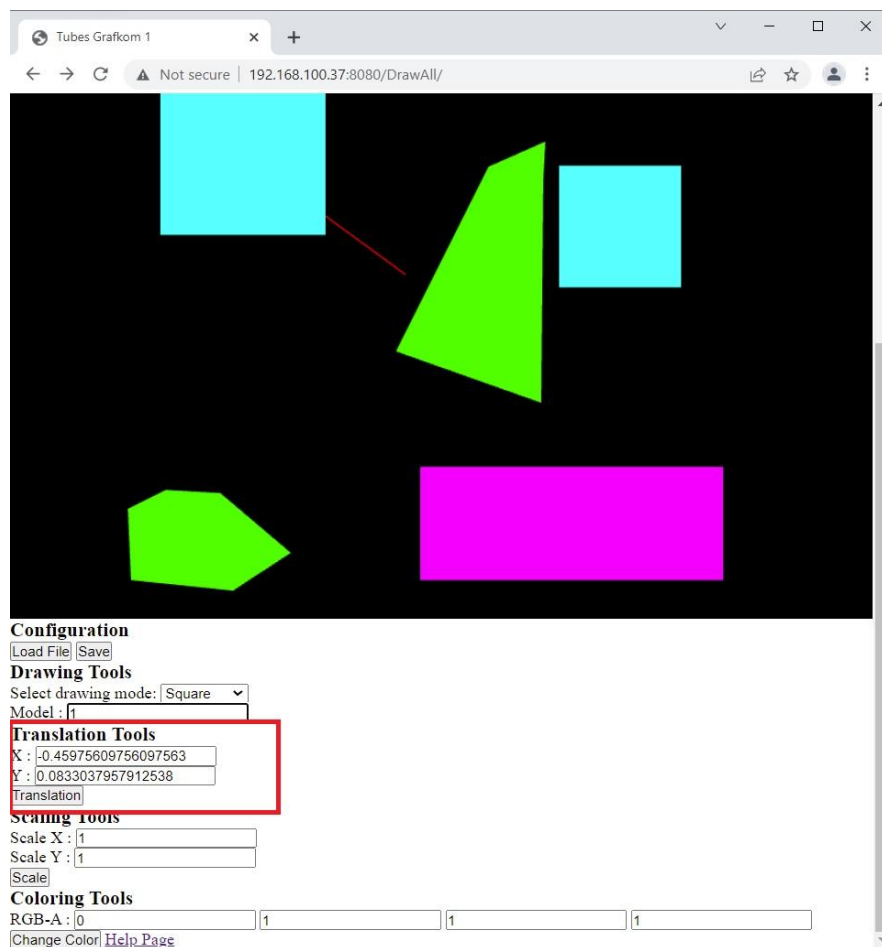 Tubes Grafkom 1
Not secure 192.168.100.37:8080/DrawAll/
Configuration
Load File Save
Drawing Tools
Select drawing mode: Square
Model : 1
Translation Tools
X : -0.45975609756097563
Y : 0.0833037957912538
Translation
Scaling Tools
Scale X : 1
Scale Y : 1
Scale
Coloring Tools
RGB-A : 0 1 1 1
Change Color Help Page